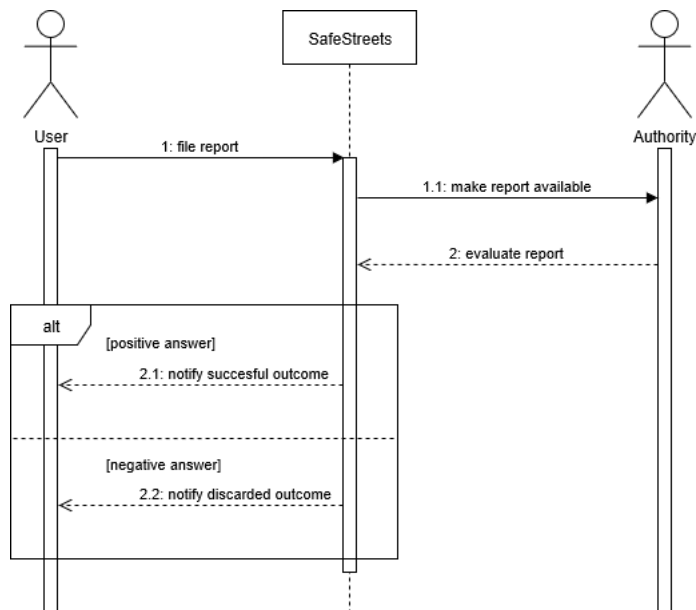 SafeStreets
User
Authority
1: file report
1.1: make report available
2: evaluate report
alt
[positive answer]
2.1: notify succesful outcome
[negative answer]
2.2: notify discarded outcome